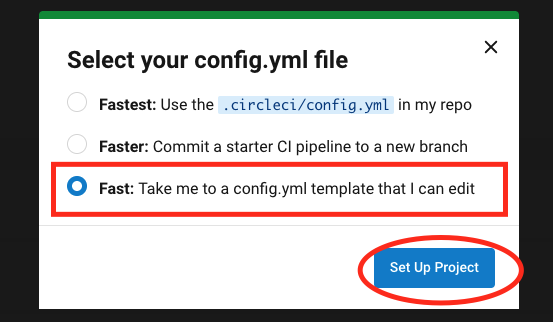 Select your config.yml file
Fastest: Use the .circleci/config.yml in my repo
Faster: Commit a starter CI pipeline to a new branch
Fast: Take me to a config.yml template that I can edit
Set Up Project